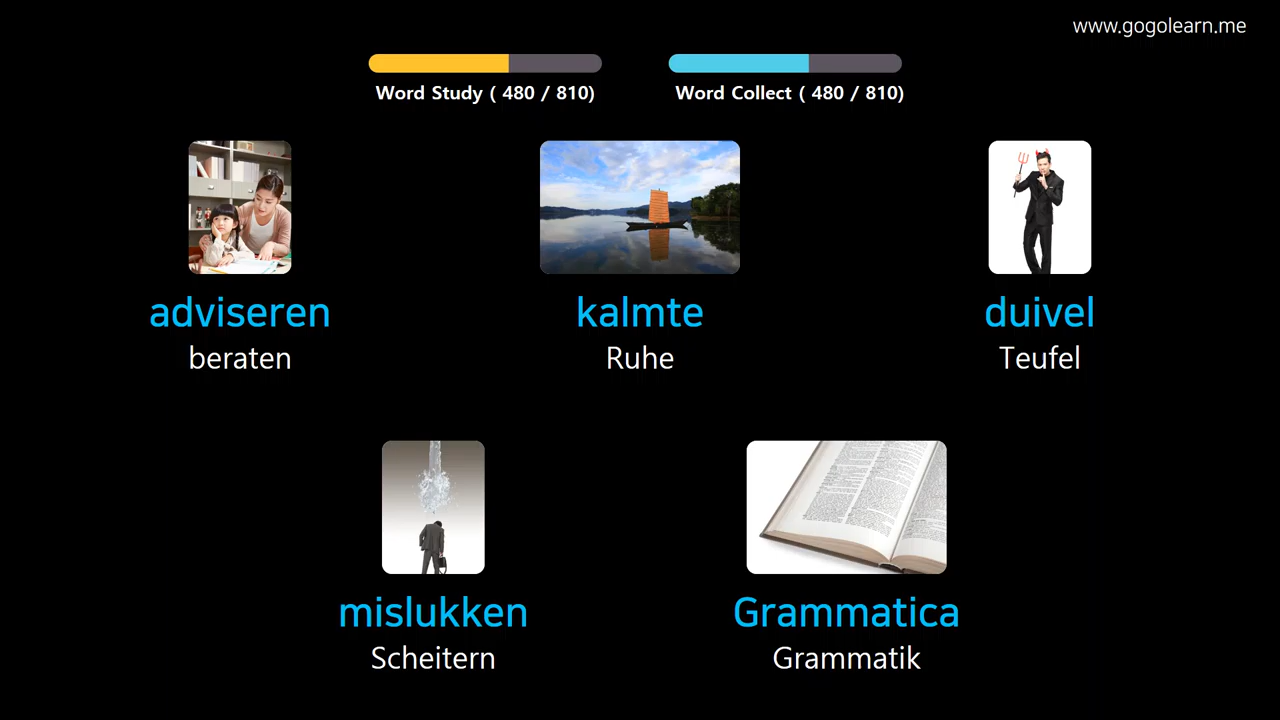 www.gogolearn.me
Word Study ( 480 / 810)
Word Collect ( 480 / 810)
adviseren
beraten
kalmte
Ruhe
duivel
Teufel
mislukken
Scheitern
Grammatica
Grammatik